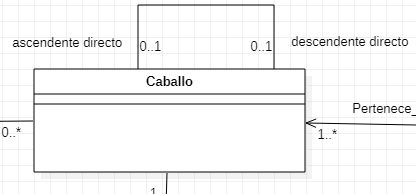 ascendente directo
descendente directo
0..1
0..1
Caballo
Pertenece_
0..*
1..*
1